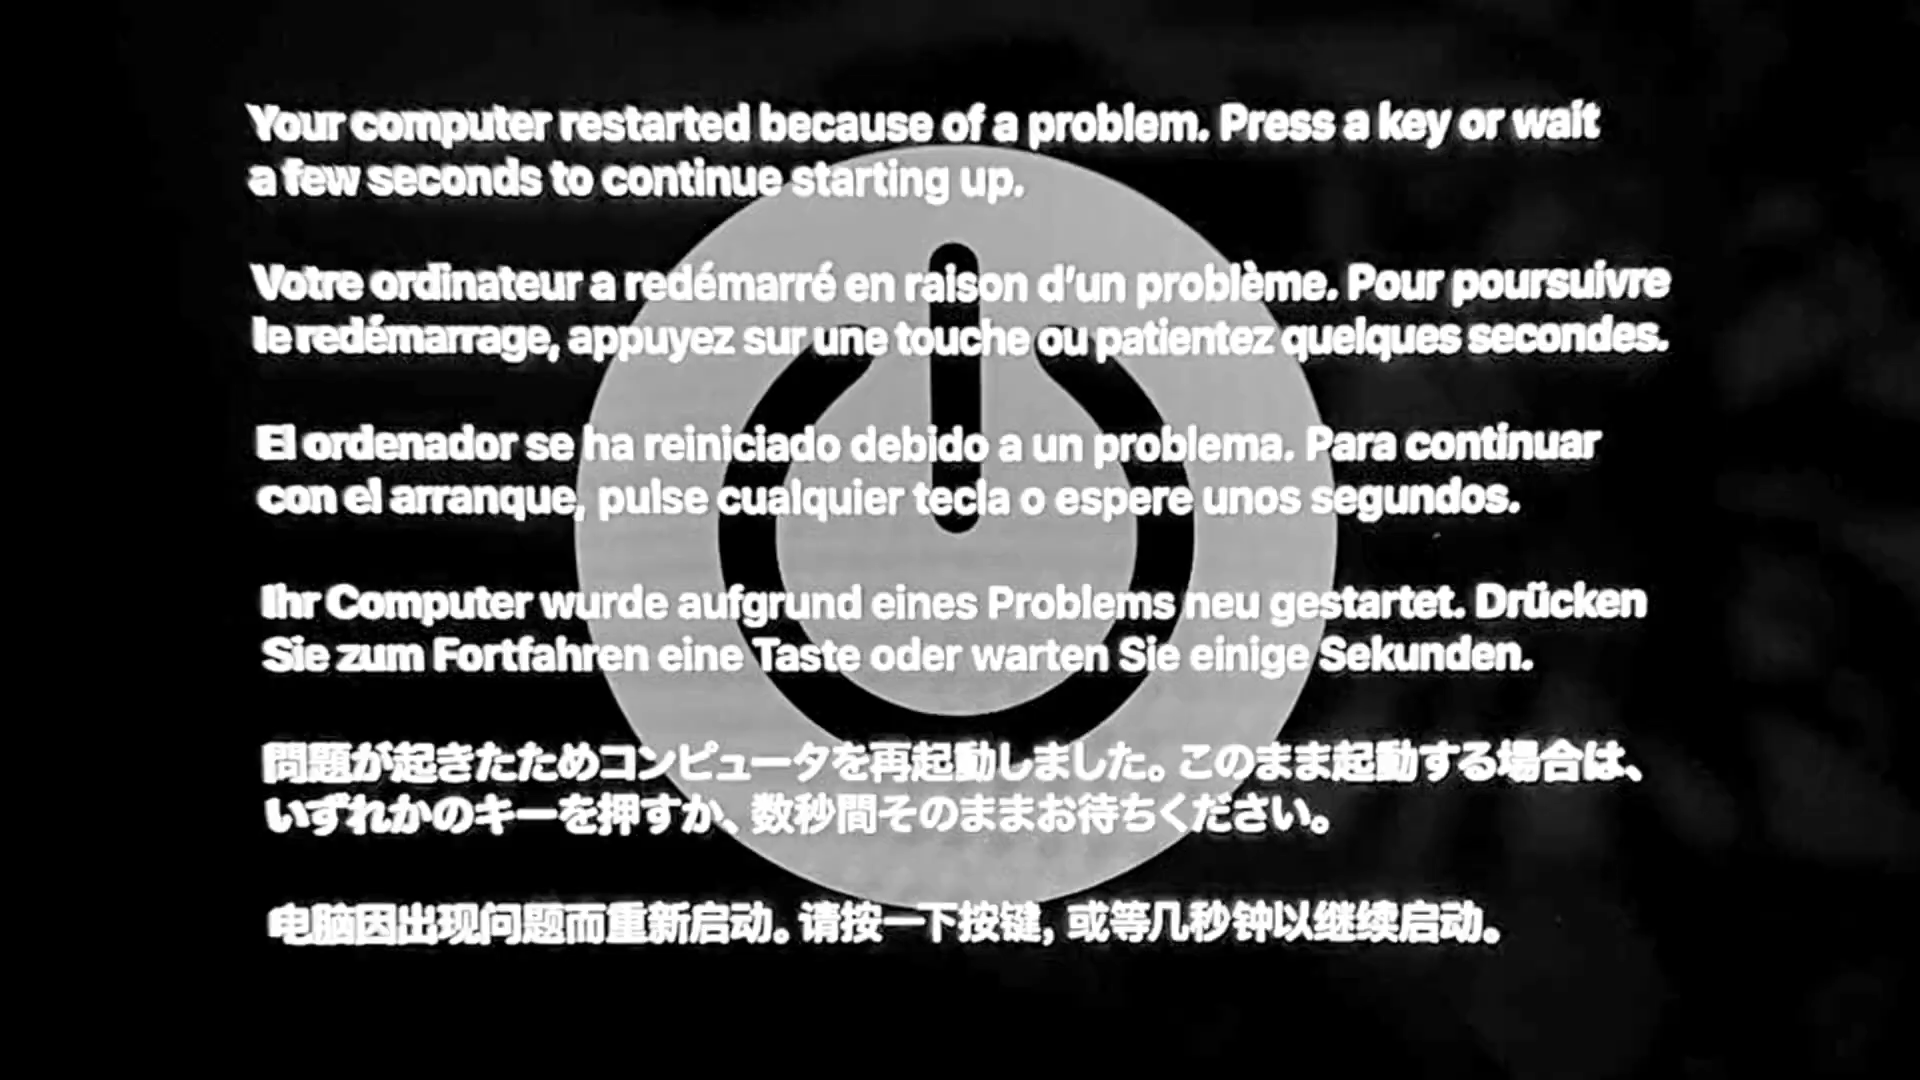 Your computer restarted because of a problem. Press a key or wait
a few seconds to continue starting up.
Votre ordinateur a redémarré en raison d'un problème. Pour poursuivre
le redémarrage, appuyez sur une touche ou patientez quelques secondes.
El ordenador se ha reiniciado debido a un problema. Para continuar
con el arranque, pulse cualquier tecla o espere unos segundos.
Ihr Computer wurde aufgrund eines Problems neu gestartet. Drücken
Sie zum Fortfahren eine Taste oder warten Sie einige Sekunden.
問題が起きたためコンピュータを再起動しました。このまま起動する場合は、
いずれかのキーを押すか、数秒間そのままお待ちください。
电脑因出现问题而重新启动。请按一下按键，或等几秒钟以继续启动。